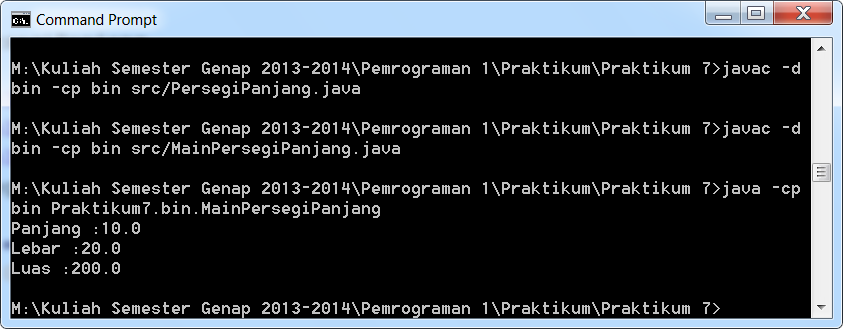 Command Prompt
M:\Kuliah Semester Genap 2013-2014\Pemrograman 1\Praktikum\Praktikum 7>javac -d
bin -cp bin src/PersegiPanjang.java
M:\Kuliah Semester Genap 2013-2014\Pemrograman 1\Praktikum\Praktikum 7>javac -d
bin -cp bin src/MainPersegiPanjang.java
M:\Kuliah Semester Genap 2013-2014\Pemrograman 1\Praktikum\Praktikum 7>java -cp
bin Praktikum7.bin.MainPersegiPanjang
Panjang :10.0
Lebar :20.0
Luas :200.0
M:\Kuliah Semester Genap 2013-2014\Pemrograman 1\Praktikum\Praktikum 7>